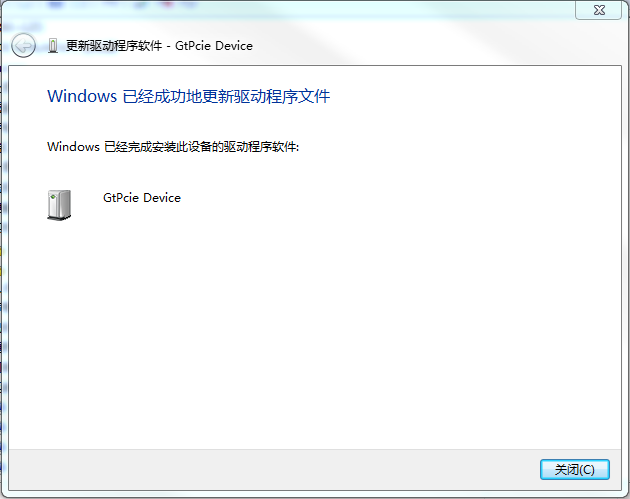 更新驱动程序软件 - GtPcie Device
Windows 已经成功地更新驱动程序文件
Windows 已经完成安装此设备的驱动程序软件:
GtPcie Device
关闭(C)